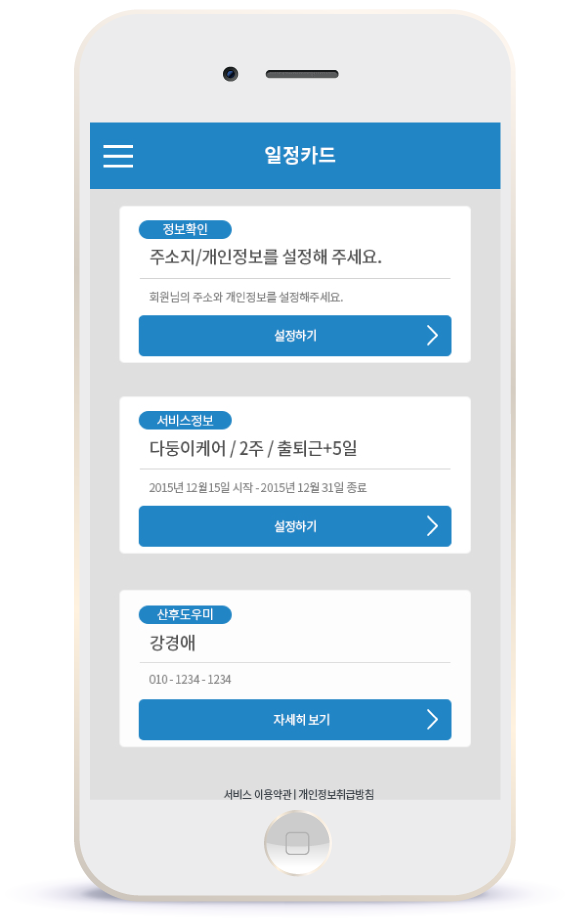 일정카드
정보확인
주소지/개인정보를 설정해 주세요.
회원님의 주소와 개인정보를 설정해주세요.
설정하기
서비스정보
다둥이케어 / 2주 / 출퇴근+5일
2015년 12월15일 시작 - 2015년 12월 31일 종료
설정하기
산후도우미
강경애
010 - 1234 - 1234
자세히 보기
서비스 이용약관 | 개인정보취급방침